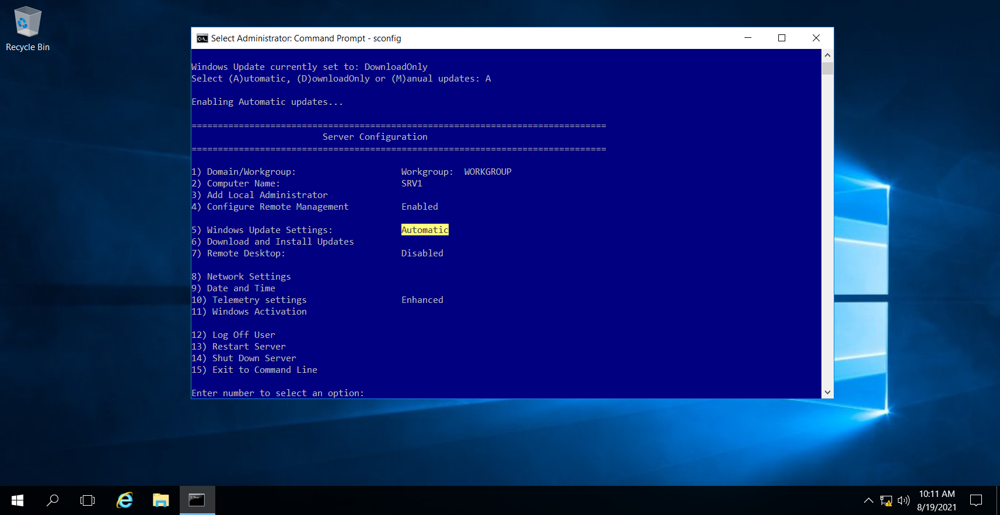 Recycle Bin
Select Administrator: Command Prompt - sconfig
Windows Update currently set to: DownloadOnly
Select (A)utomatic, (D)ownloadOnly or (M)anual updates: A
Enabling Automatic updates...
===============================================================================
Server Configuration
===============================================================================
1) Domain/Workgroup: Workgroup: WORKGROUP
2) Computer Name: SRV1
3) Add Local Administrator
4) Configure Remote Management Enabled
5) Windows Update Settings: Automatic
6) Download and Install Updates
7) Remote Desktop: Disabled
8) Network Settings
9) Date and Time
10) Telemetry settings Enhanced
11) Windows Activation
12) Log Off User
13) Restart Server
14) Shut Down Server
15) Exit to Command Line
Enter number to select an option:
10:11 AM
8/19/2021